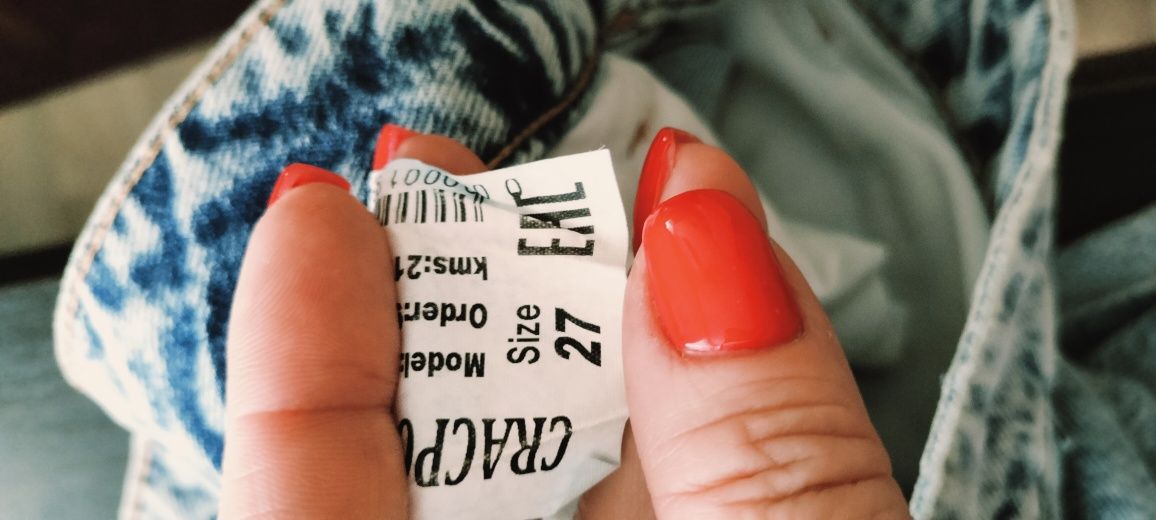 CRACPO
Model:
Order:
kms:21
Size
27
EAC